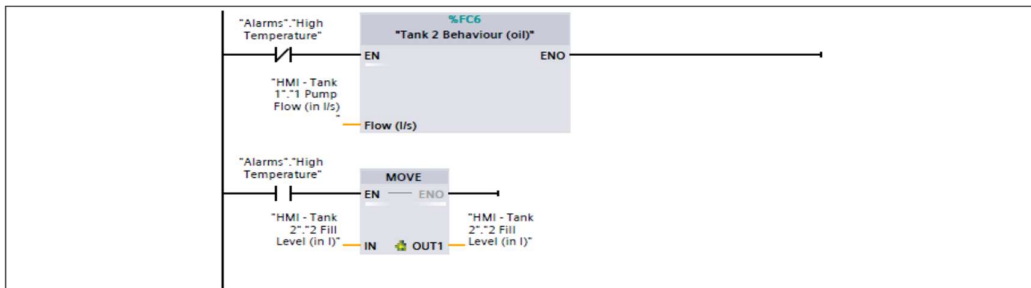 "Alarms"."High
Temperature"
%FC6
"Tank 2 Behaviour (oil)"
EN
ENO
"HMI - Tank
1"."1 Pump
Flow (in l/s)
"
Flow (l/s)
"Alarms"."High
Temperature"
MOVE
EN
ENO
"HMI - Tank
2"."2 Fill
Level (in l)"
IN
OUT1
"HMI - Tank
2"."2 Fill
Level (in l)"